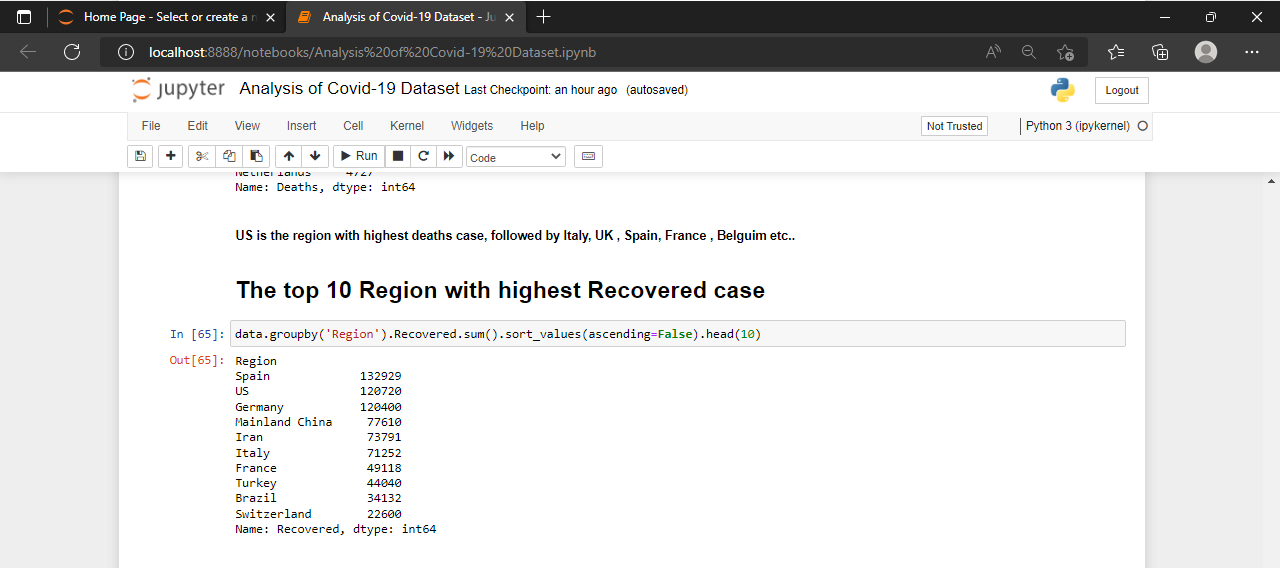 Home Page - Select or create a n
Analysis of Covid-19 Dataset - Ju
localhost:8888/notebooks/Analysis%20of%20Covid-19%20Dataset.ipynb
jupyter Analysis of Covid-19 Dataset Last Checkpoint: an hour ago (autosaved)
Logout
File Edit View Insert Cell Kernel Widgets Help
Not Trusted
Python 3 (ipykernel)
Run
Code
Netherlands 4727
Name: Deaths, dtype: int64
US is the region with highest deaths case, followed by Italy, UK , Spain, France , Belguim etc..
The top 10 Region with highest Recovered case
In [65]: data.groupby('Region').Recovered.sum().sort_values(ascending=False).head(10)
Out[65]: Region
Spain 132929
US 120720
Germany 120400
Mainland China 77610
Iran 73791
Italy 71252
France 49118
Turkey 44040
Brazil 34132
Switzerland 22600
Name: Recovered, dtype: int64